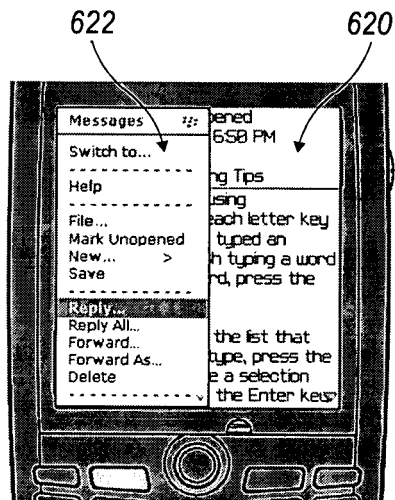 622
620
Messages
Switch to...
Help
File...
Mark Unopened
New... >
Save
Reply...
Reply All...
Forward...
Forward As...
Delete
pened
6:50 PM
ng Tips
using
each letter key
typed an
h typing a word
rd, press the
the list that
type, press the
e a selection
the Enter key